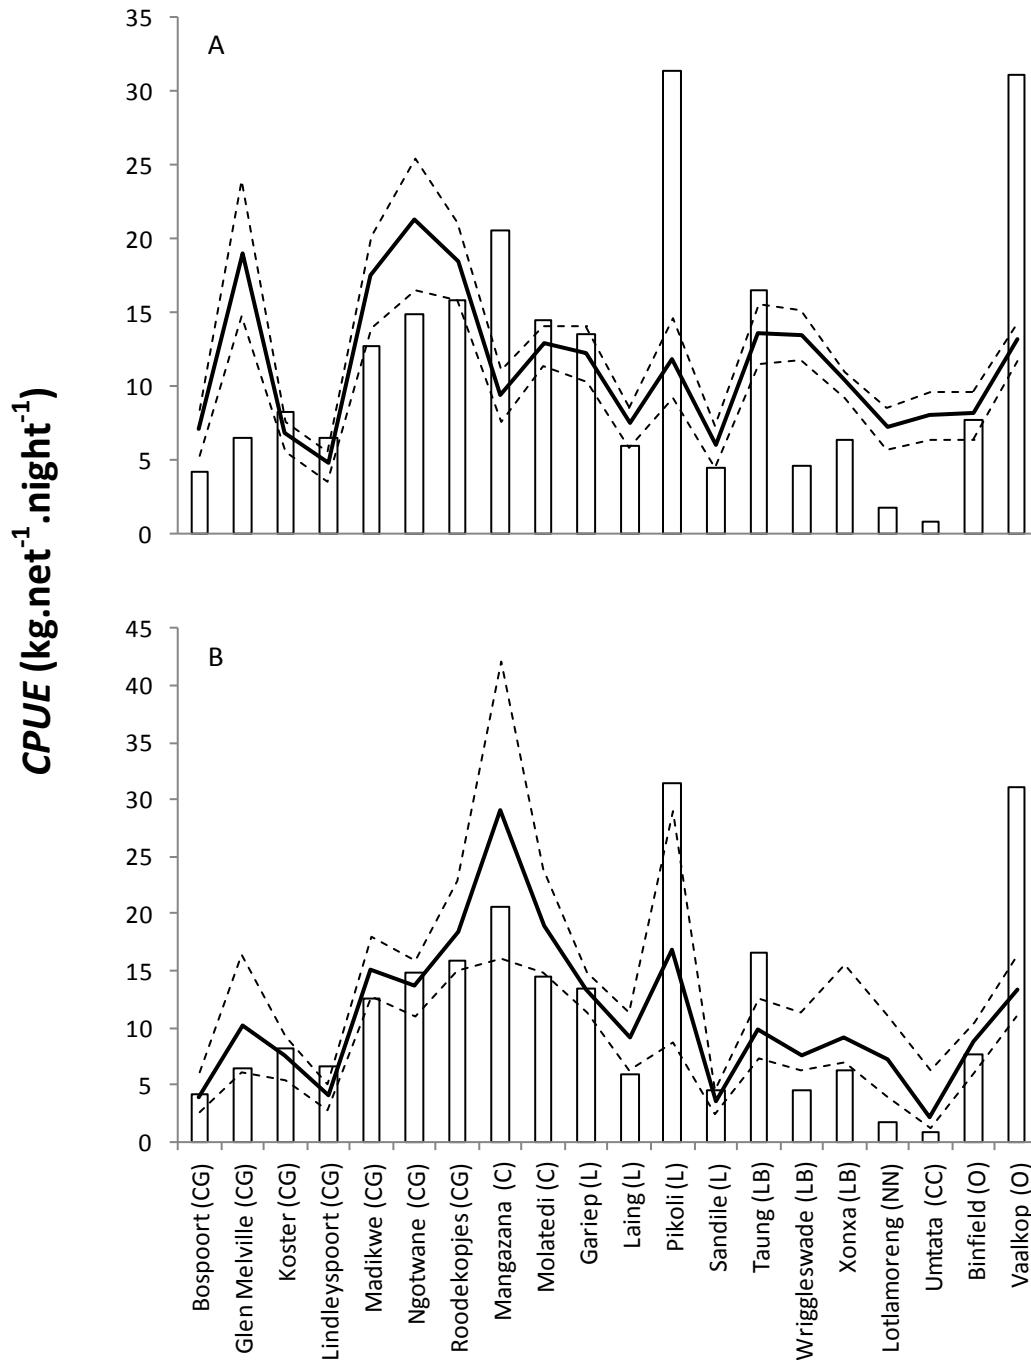 CPUE (kg.net⁻¹.night⁻¹)
A
35
30
25
20
15
10
5
0
B
45
40
35
30
25
20
15
10
5
0
Bospoort (CG)
Glen Melville (CG)
Koster (CG)
Lindleyspoort (CG)
Madikwe (CG)
Ngotwane (CG)
Roodekopjes (CG)
Mangazana (C)
Molatedi (C)
Gariep (L)
Laing (L)
Pikoli (L)
Sandile (L)
Taung (LB)
Wriggleswade (LB)
Xonxa (LB)
Lotlamoreng (NN)
Umtata (CC)
Binfield (O)
Vaalkop (O)